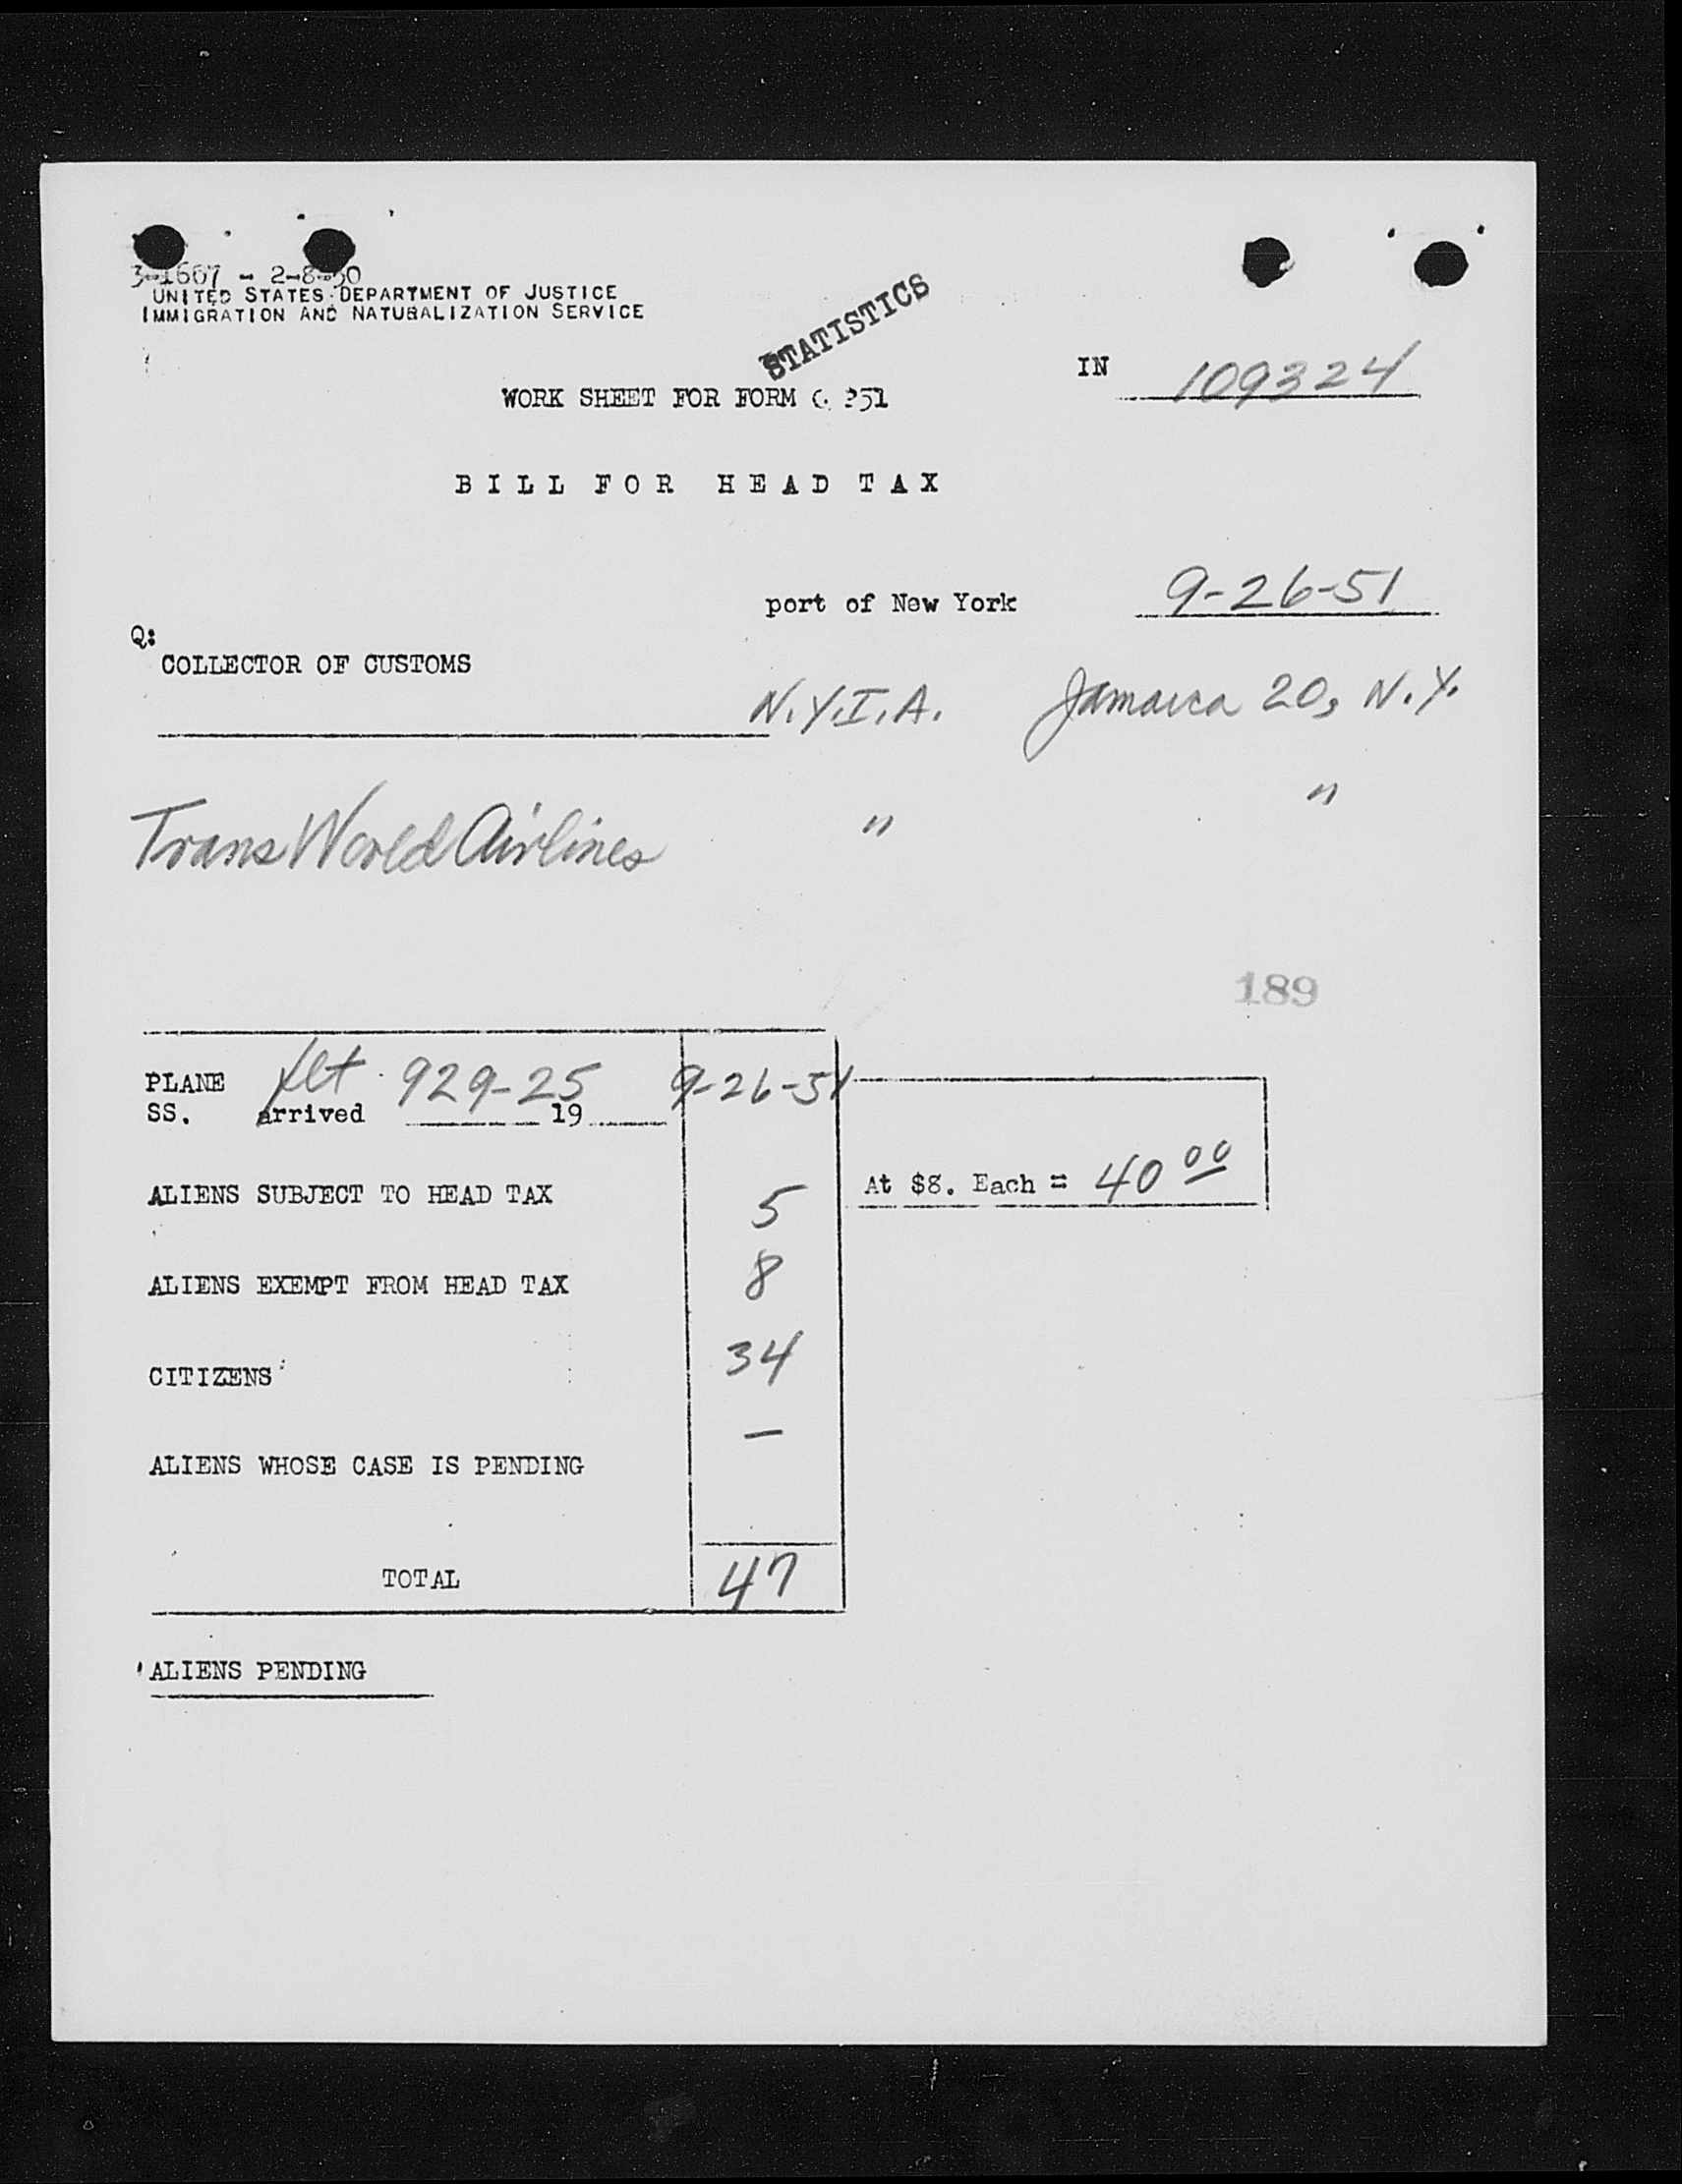 3-1667 - 2-8-50
UNITED STATES DEPARTMENT OF JUSTICE
IMMIGRATION AND NATURALIZATION SERVICE
STATISTICS
IN 109324
WORK SHEET FOR FORM G 251
BILL FOR HEAD TAX
port of New York 9-26-51
Q:
COLLECTOR OF CUSTOMS
N.Y.I.A. Jamaica 20, N.Y.
Trans World Airlines " "
189
PLANE flt. 929-25 9-26-51
SS. arrived 19
ALIENS SUBJECT TO HEAD TAX 5 At $8. Each = 40 00
ALIENS EXEMPT FROM HEAD TAX 8
CITIZENS 34
ALIENS WHOSE CASE IS PENDING —
TOTAL 47
ALIENS PENDING